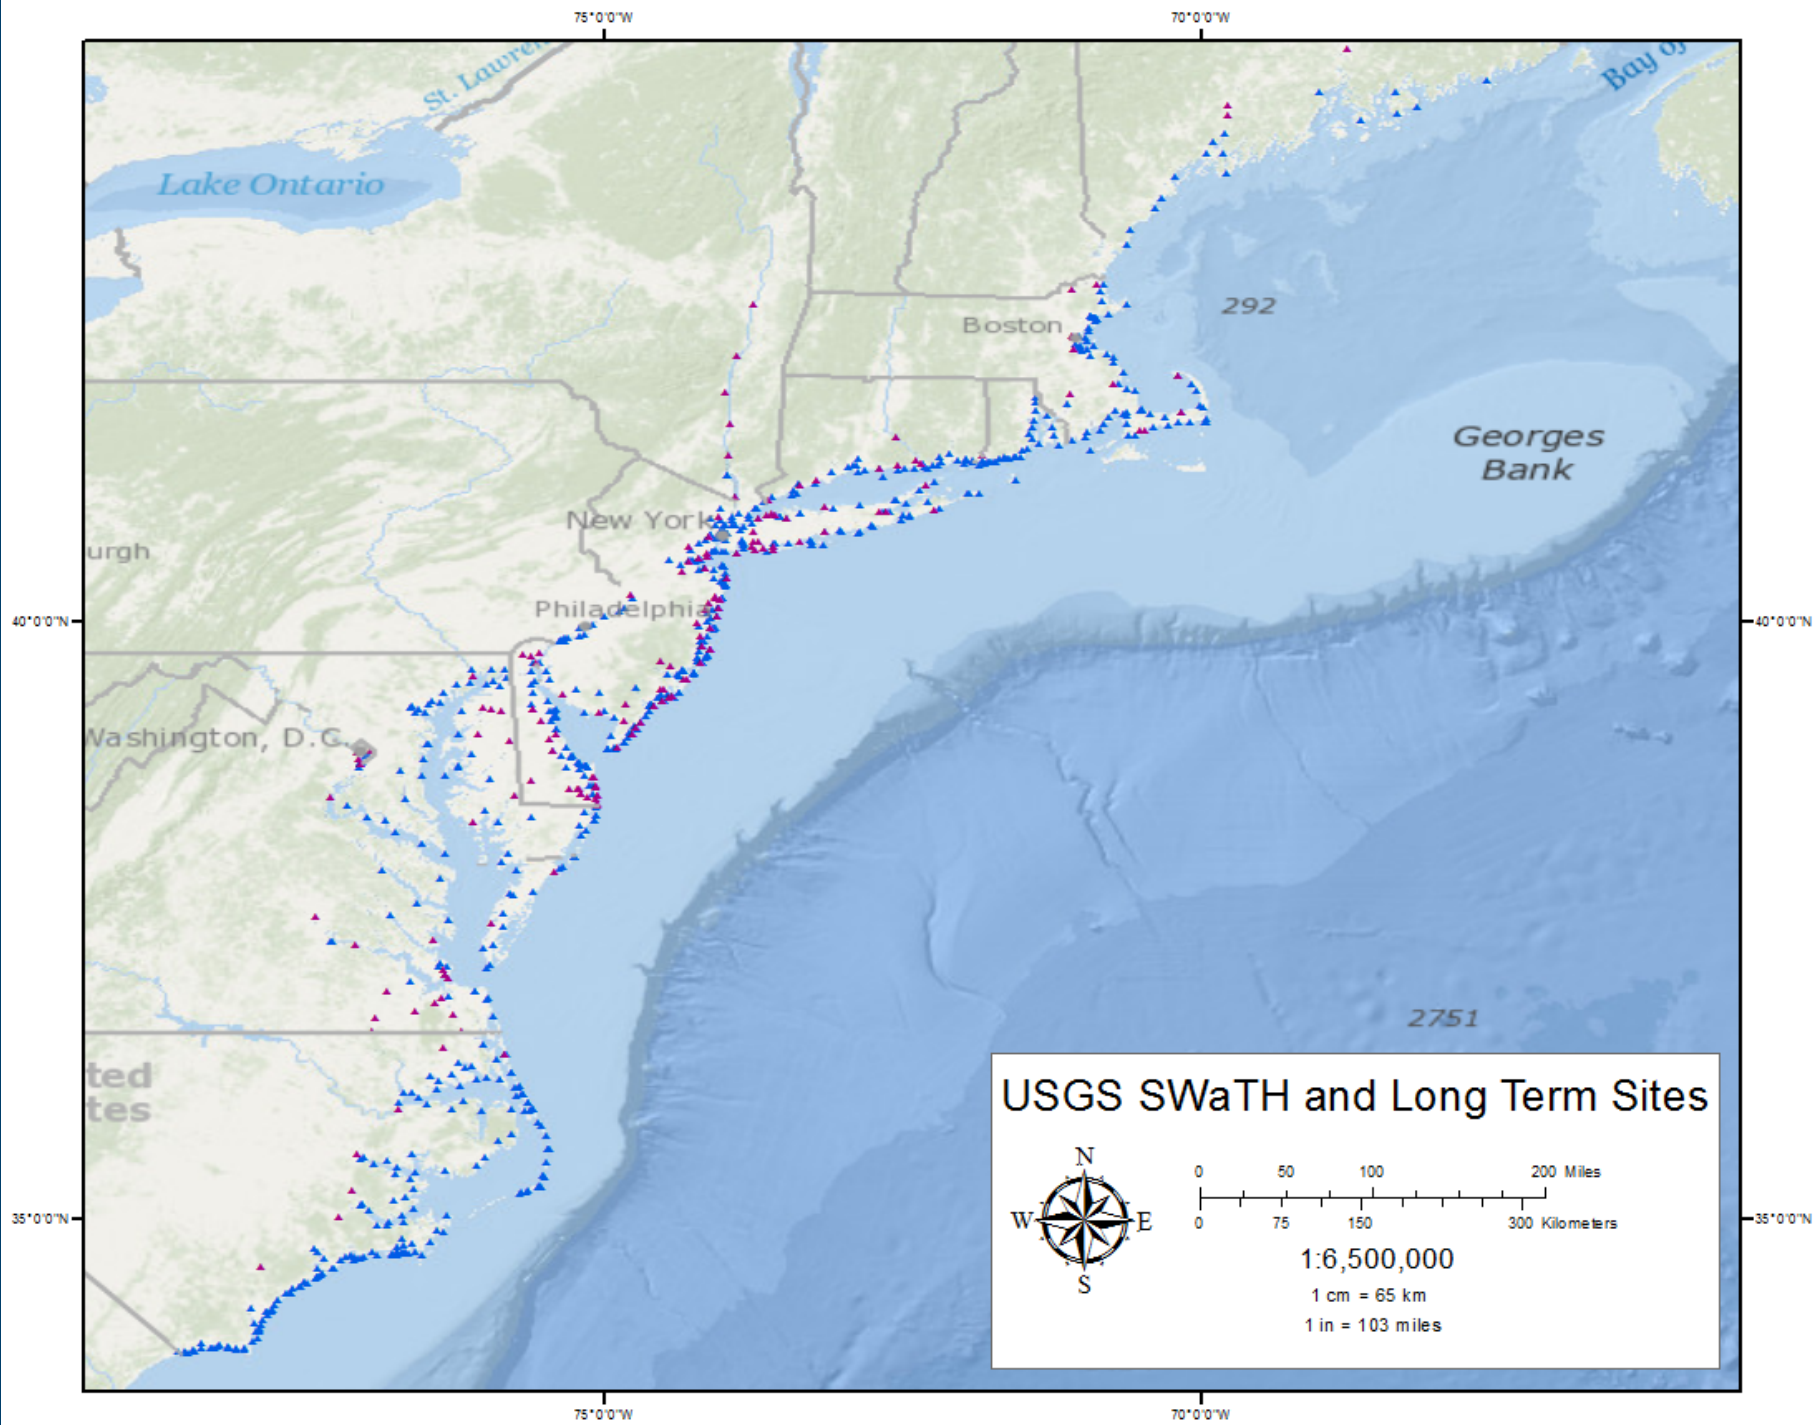 75°0'0"W
70°0'0"W
St. Lawren
Bay of
Lake Ontario
292
Boston
Georges
Bank
New York
urgh
Philadelphia
40°0'0"N
40°0'0"N
Washington, D.C.
2751
ted
tes
USGS SWaTH and Long Term Sites
N
W
E
S
0 50 100 200 Miles
0 75 150 300 Kilometers
1:6,500,000
1 cm = 65 km
1 in = 103 miles
35°0'0"N
35°0'0"N
75°0'0"W
70°0'0"W